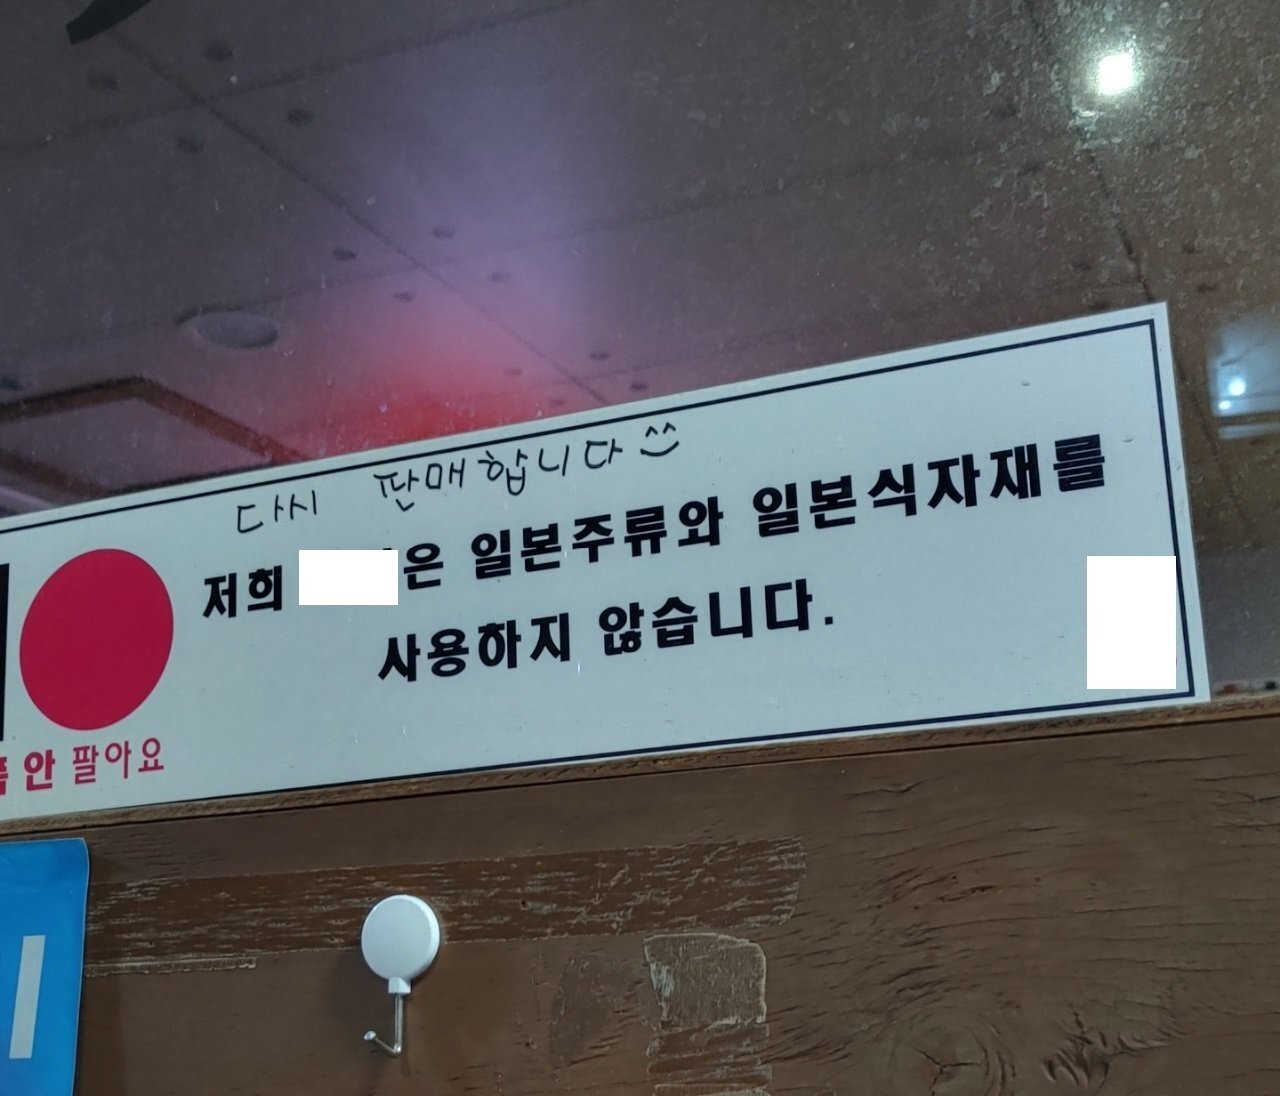 다시 판매합니다 ^^
저희 은 일본주류와 일본식자재를
사용하지 않습니다.
안 팔아요